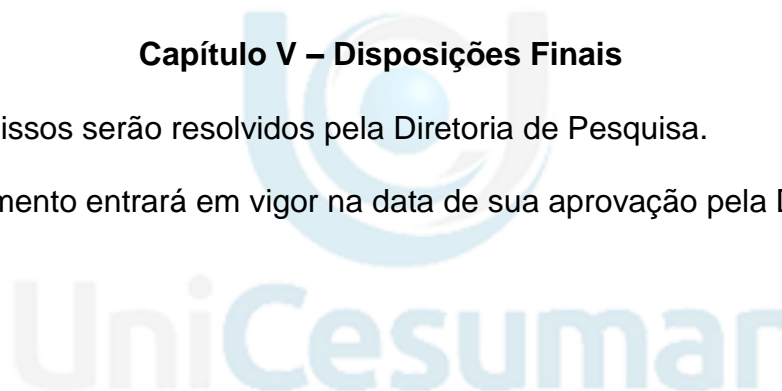 Capítulo V – Disposições Finais
issos serão resolvidos pela Diretoria de Pesquisa.
mento entrará em vigor na data de sua aprovação pela
UniCesumar